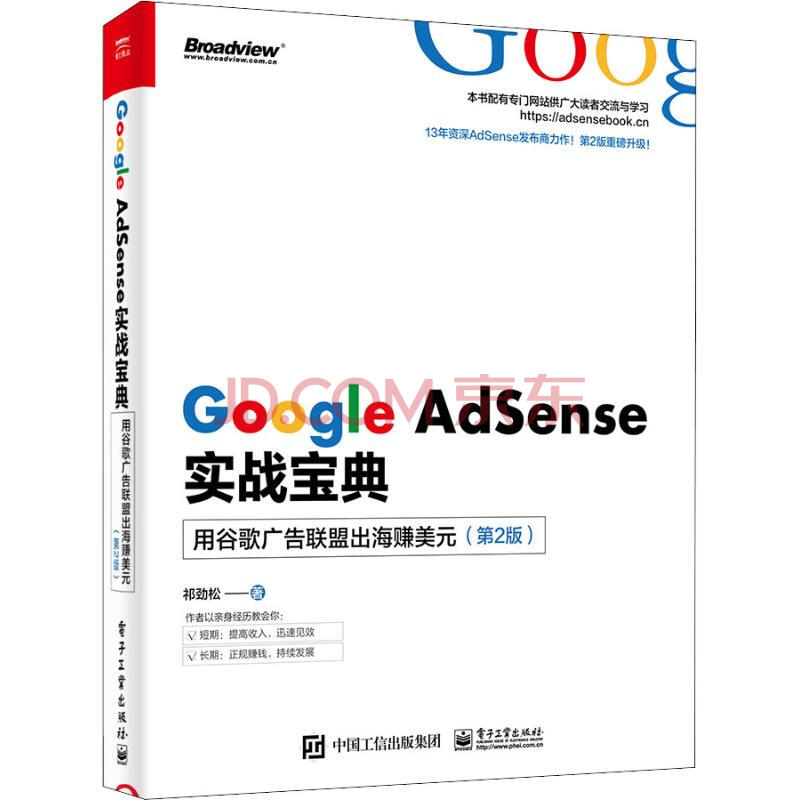 Broadview®
www.broadview.com.cn
Goog
本书配有专门网站供广大读者交流与学习
https://adsensebook.cn
13年资深AdSense发布商力作！第2版重磅升级！
Google AdSense
JD.COM 京东
实战宝典
用谷歌广告联盟出海赚美元（第2版）
祁劲松——著
作者以亲身经历教会你：
短期：提高收入，迅速见效
长期：正规赚钱，持续发展
中国工信出版集团
电子工业出版社
PUBLISHING HOUSE OF ELECTRONICS INDUSTRY
http://www.phei.com.cn
Google AdSense实战宝典
用谷歌广告联盟出海赚美元（第2版）
電子工業出版社